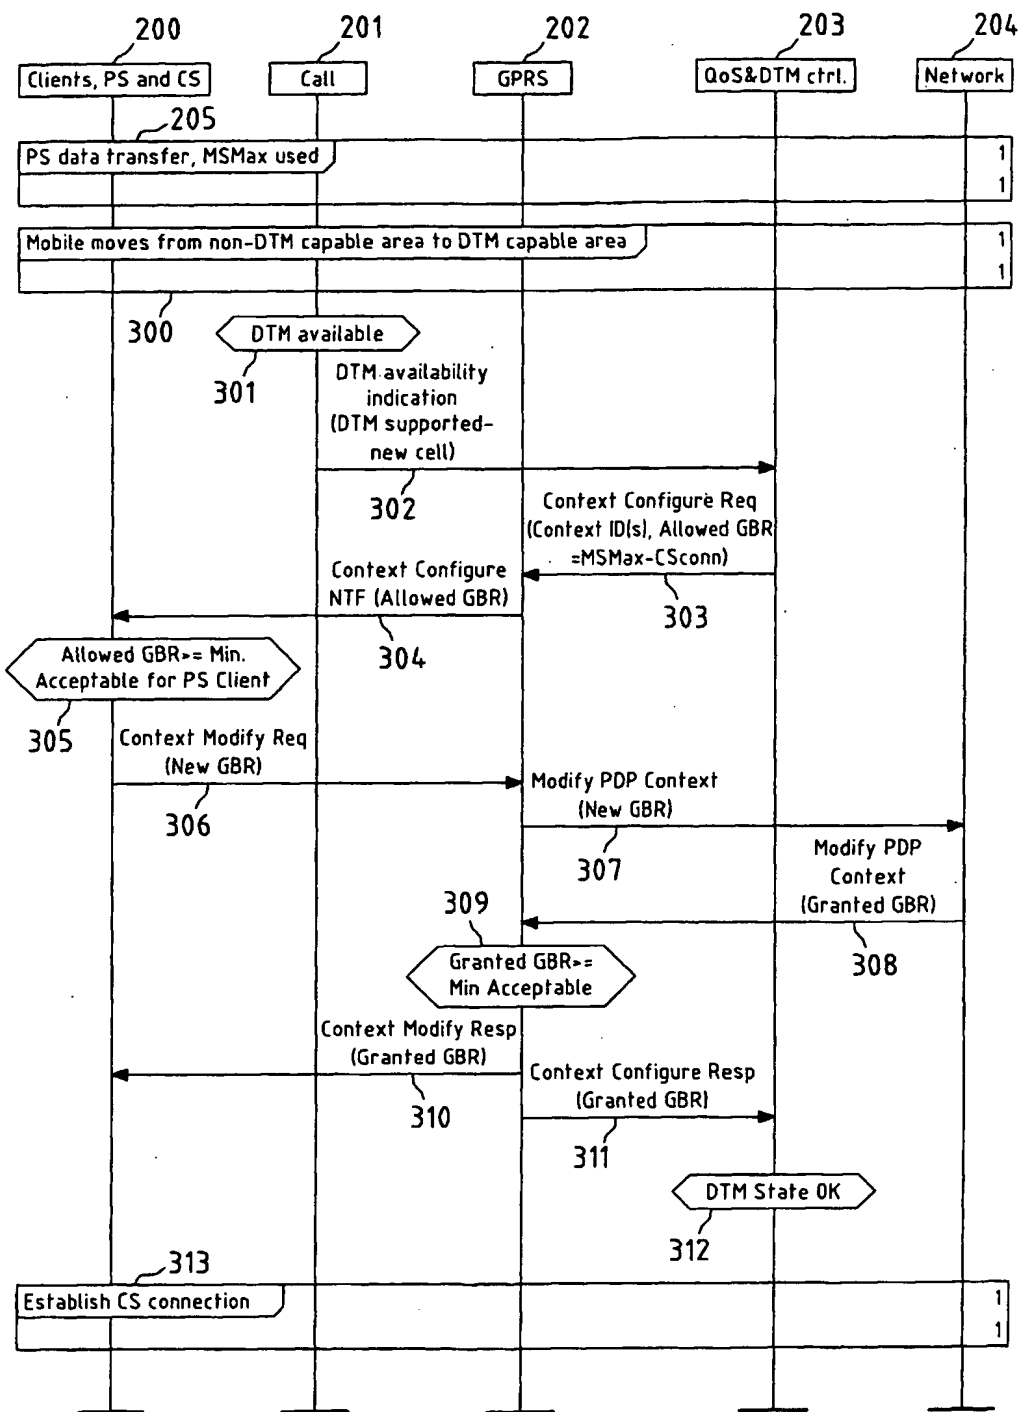 200
201
202
203
204
Clients, PS and CS
Call
GPRS
QoS&DTM ctrl.
Network
205
PS data transfer, MSMax used
1
1
Mobile moves from non-DTM capable area to DTM capable area
1
1
300
DTM available
301
DTM availability
indication
(DTM supported-
new cell)
302
Context Configure Req
(Context ID(s), Allowed GBR
=MSMax-CSconn)
303
Context Configure
NTF (Allowed GBR)
304
Allowed GBR>= Min.
Acceptable for PS Client
305
Context Modify Req
(New GBR)
306
Modify PDP Context
(New GBR)
307
Modify PDP
Context
(Granted GBR)
308
309
Granted GBR>=
Min Acceptable
Context Modify Resp
(Granted GBR)
310
Context Configure Resp
(Granted GBR)
311
DTM State OK
312
313
Establish CS connection
1
1